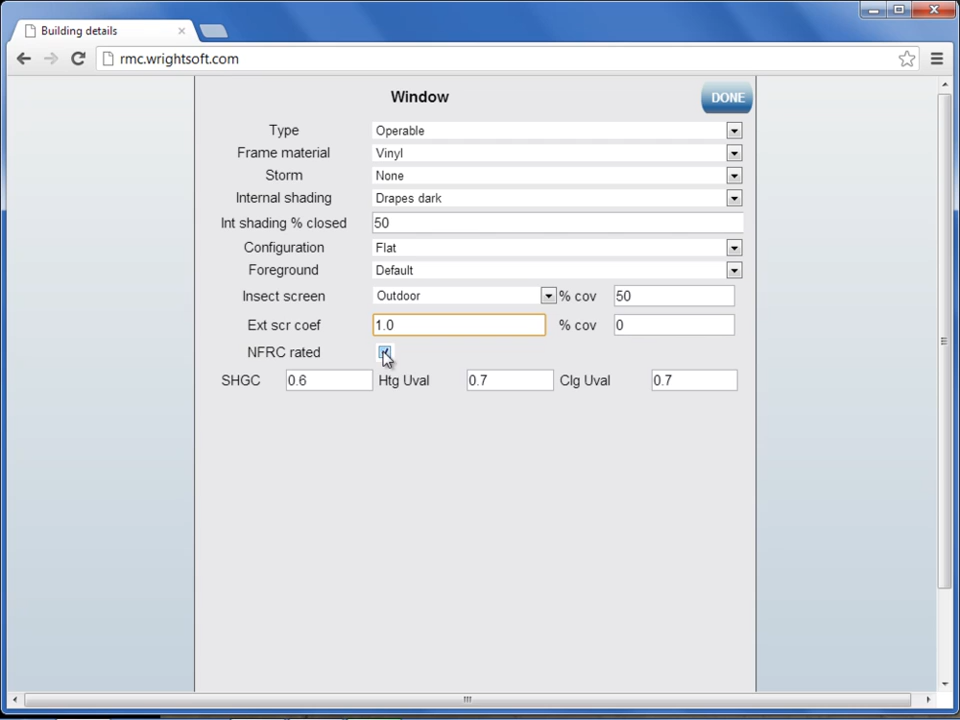 Building details
rmc.wrightsoft.com
Window
DONE
Type Operable
Frame material Vinyl
Storm None
Internal shading Drapes dark
Int shading % closed 50
Configuration Flat
Foreground Default
Insect screen Outdoor % cov 50
Ext scr coef 1.0 % cov 0
NFRC rated
SHGC 0.6 Htg Uval 0.7 Clg Uval 0.7